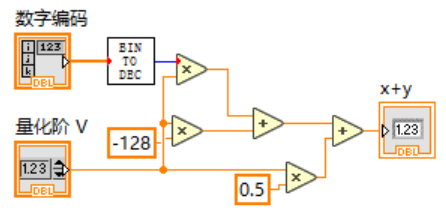 数字编码
i
j
k
123
DBL
BIN
TO
DEC
×
x+y
量化阶 V
1.23
DBL
-128
×
+
+
1.23
DBL
0.5
×